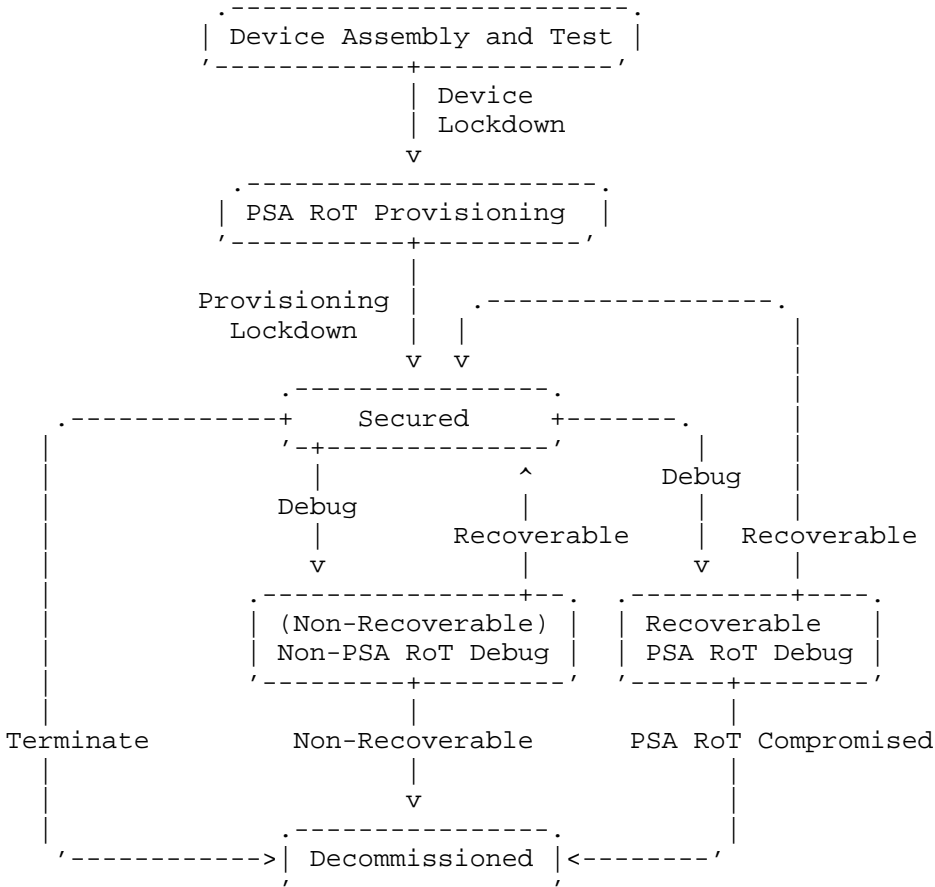 Device Assembly and Test
Device
Lockdown
PSA RoT Provisioning
Provisioning
Lockdown
Secured
Debug
Debug
Recoverable
Recoverable
(Non-Recoverable)
Non-PSA RoT Debug
Recoverable
PSA RoT Debug
Terminate
Non-Recoverable
PSA RoT Compromised
Decommissioned